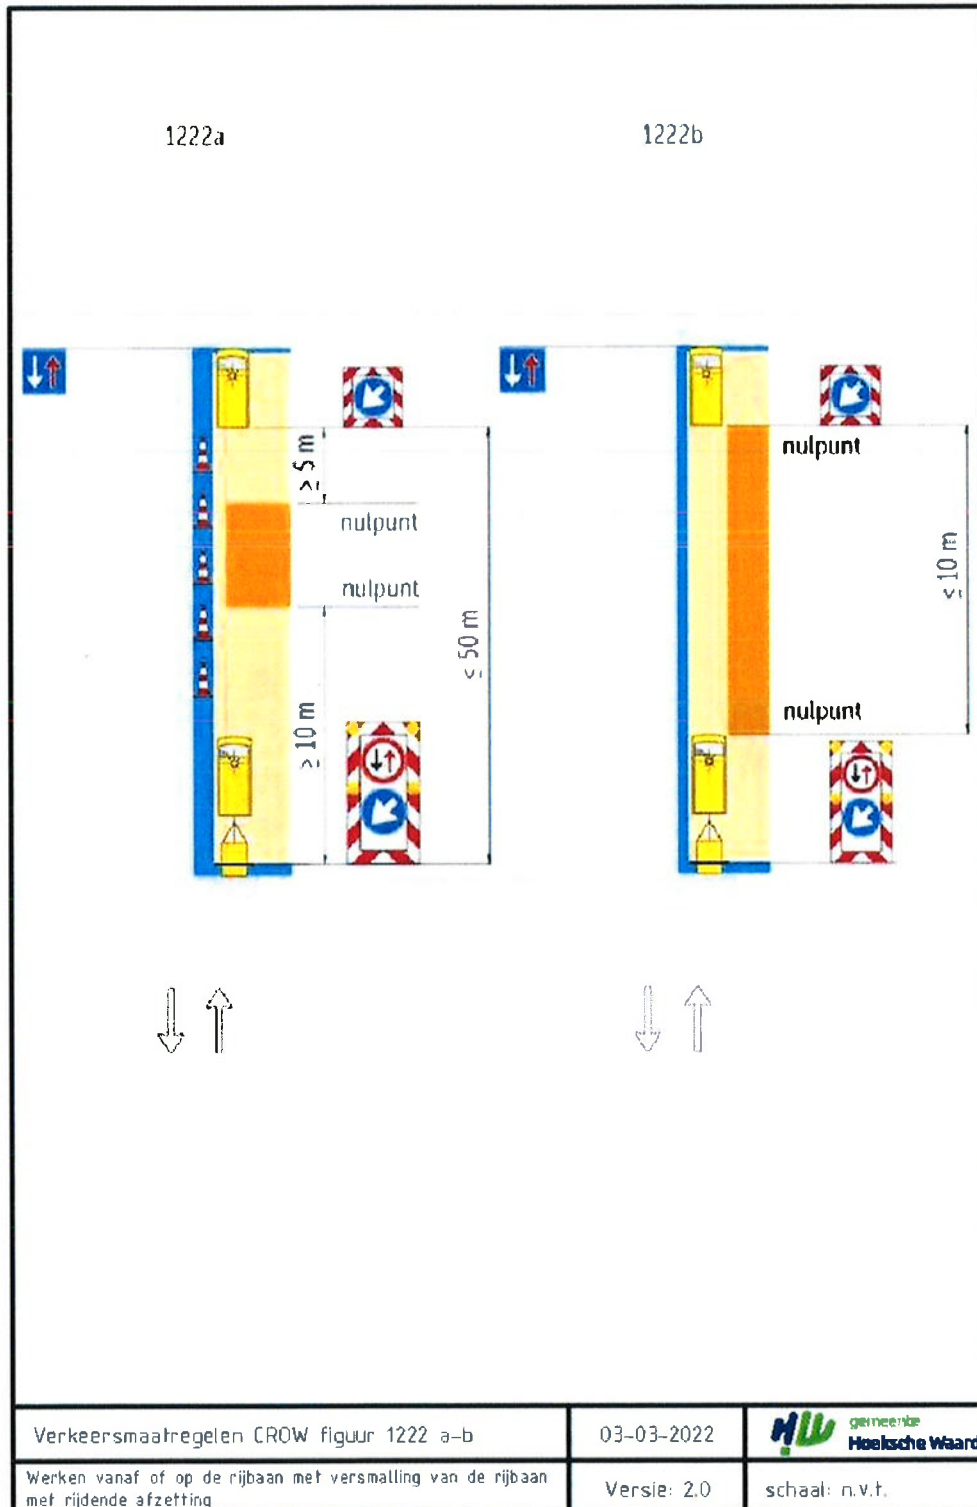 1222a
1222b
≥ 5 m
nulpunt
nulpunt
≥ 10 m
≤ 50 m
nulpunt
nulpunt
≤ 10 m
Verkeersmaatregelen CROW figuur 1222 a-b
03-03-2022
gemeente
Hoeksche Waard
Werken vanaf of op de rijbaan met versmalling van de rijbaan
met rijdende afzetting
Versie: 2.0
schaal: n.v.t.